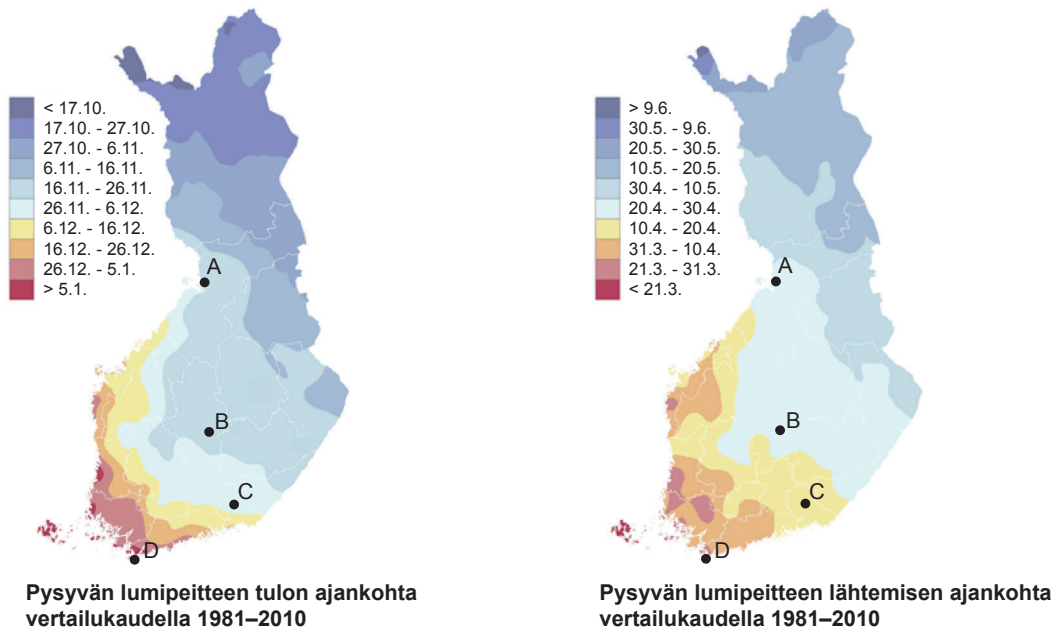 < 17.10.
17.10. - 27.10.
27.10. - 6.11.
6.11. - 16.11.
16.11. - 26.11.
26.11. - 6.12.
6.12. - 16.12.
16.12. - 26.12.
26.12. - 5.1.
> 5.1.
A
B
C
D
Pysyvän lumipeitteen tulon ajankohta
vertailukaudella 1981–2010
> 9.6.
30.5. - 9.6.
20.5. - 30.5.
10.5. - 20.5.
30.4. - 10.5.
20.4. - 30.4.
10.4. - 20.4.
31.3. - 10.4.
21.3. - 31.3.
< 21.3.
A
B
C
D
Pysyvän lumipeitteen lähtemisen ajankohta
vertailukaudella 1981–2010